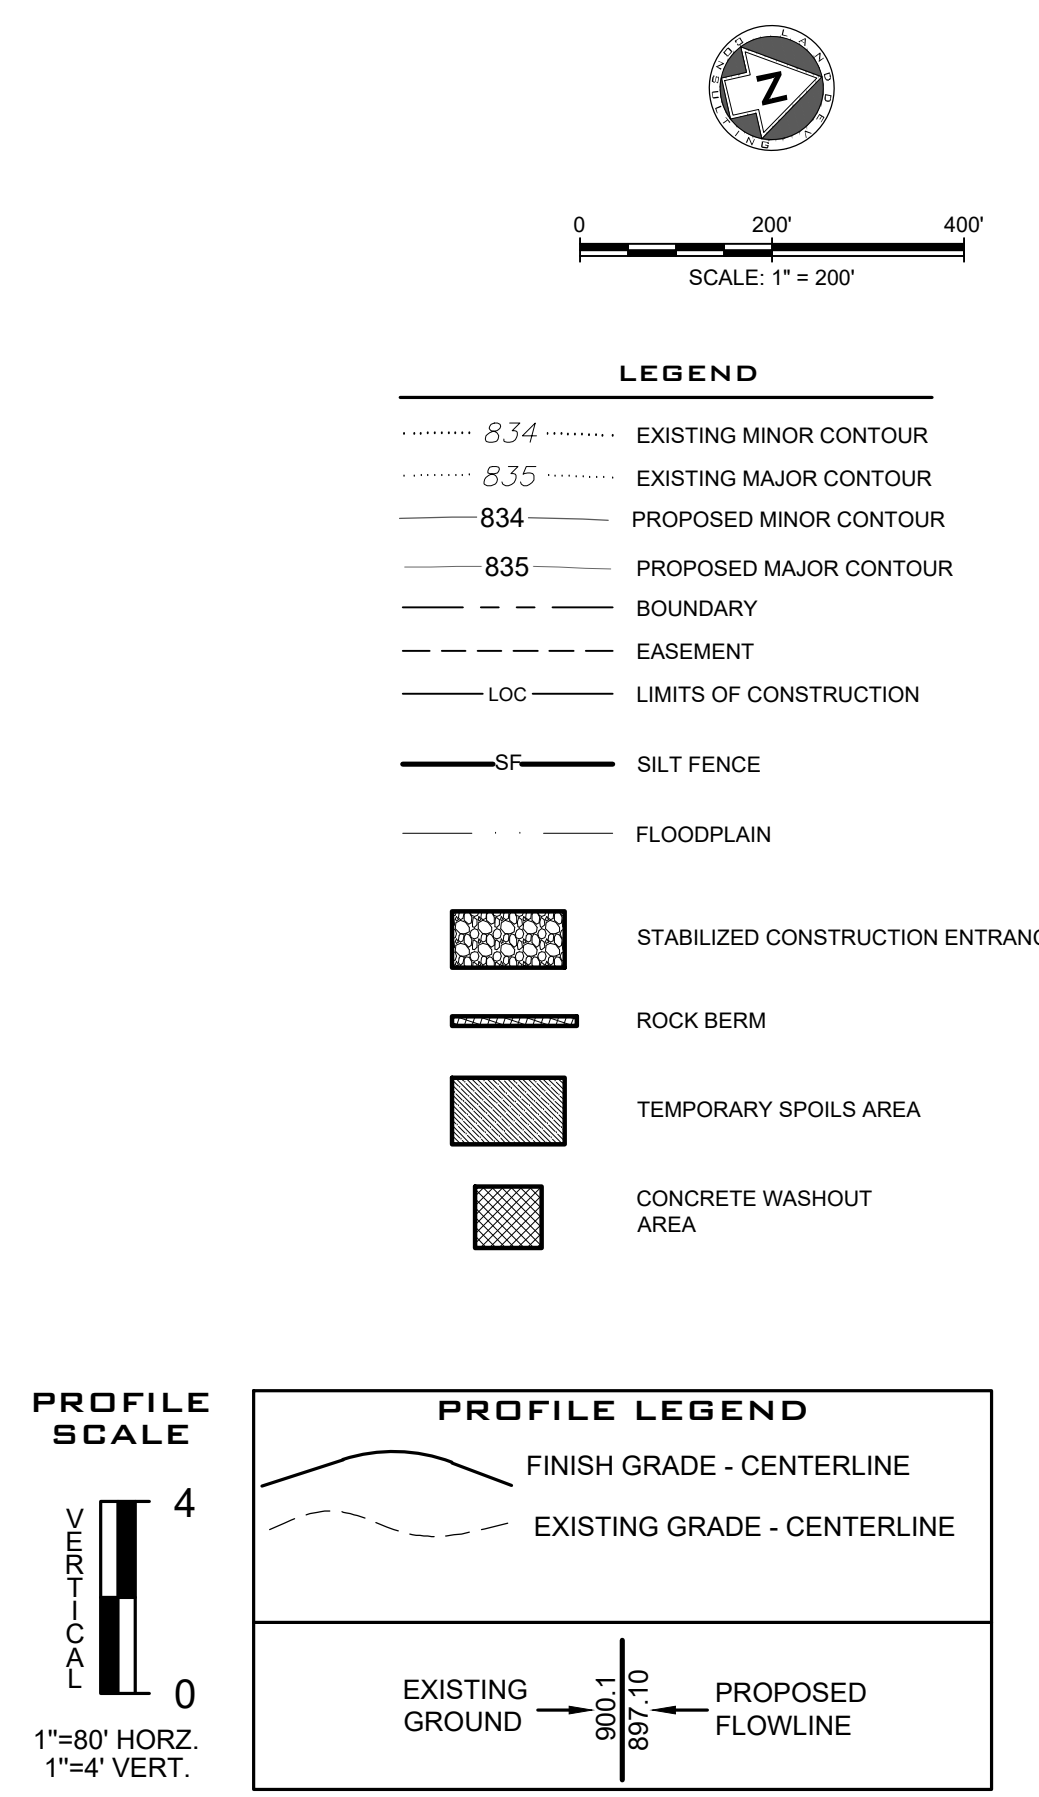 LAND DEV
CONSULTING
N
0 200' 400'
SCALE: 1" = 200'
LEGEND
834 EXISTING MINOR CONTOUR
835 EXISTING MAJOR CONTOUR
834 PROPOSED MINOR CONTOUR
835 PROPOSED MAJOR CONTOUR
BOUNDARY
EASEMENT
LOC LIMITS OF CONSTRUCTION
SF SILT FENCE
FLOODPLAIN
STABILIZED CONSTRUCTION ENTRANC
ROCK BERM
TEMPORARY SPOILS AREA
CONCRETE WASHOUT
AREA
PROFILE
SCALE
VERTICAL
4
0
1"=80' HORZ.
1"=4' VERT.
PROFILE LEGEND
FINISH GRADE - CENTERLINE
EXISTING GRADE - CENTERLINE
EXISTING
GROUND
900.1
897.10
PROPOSED
FLOWLINE